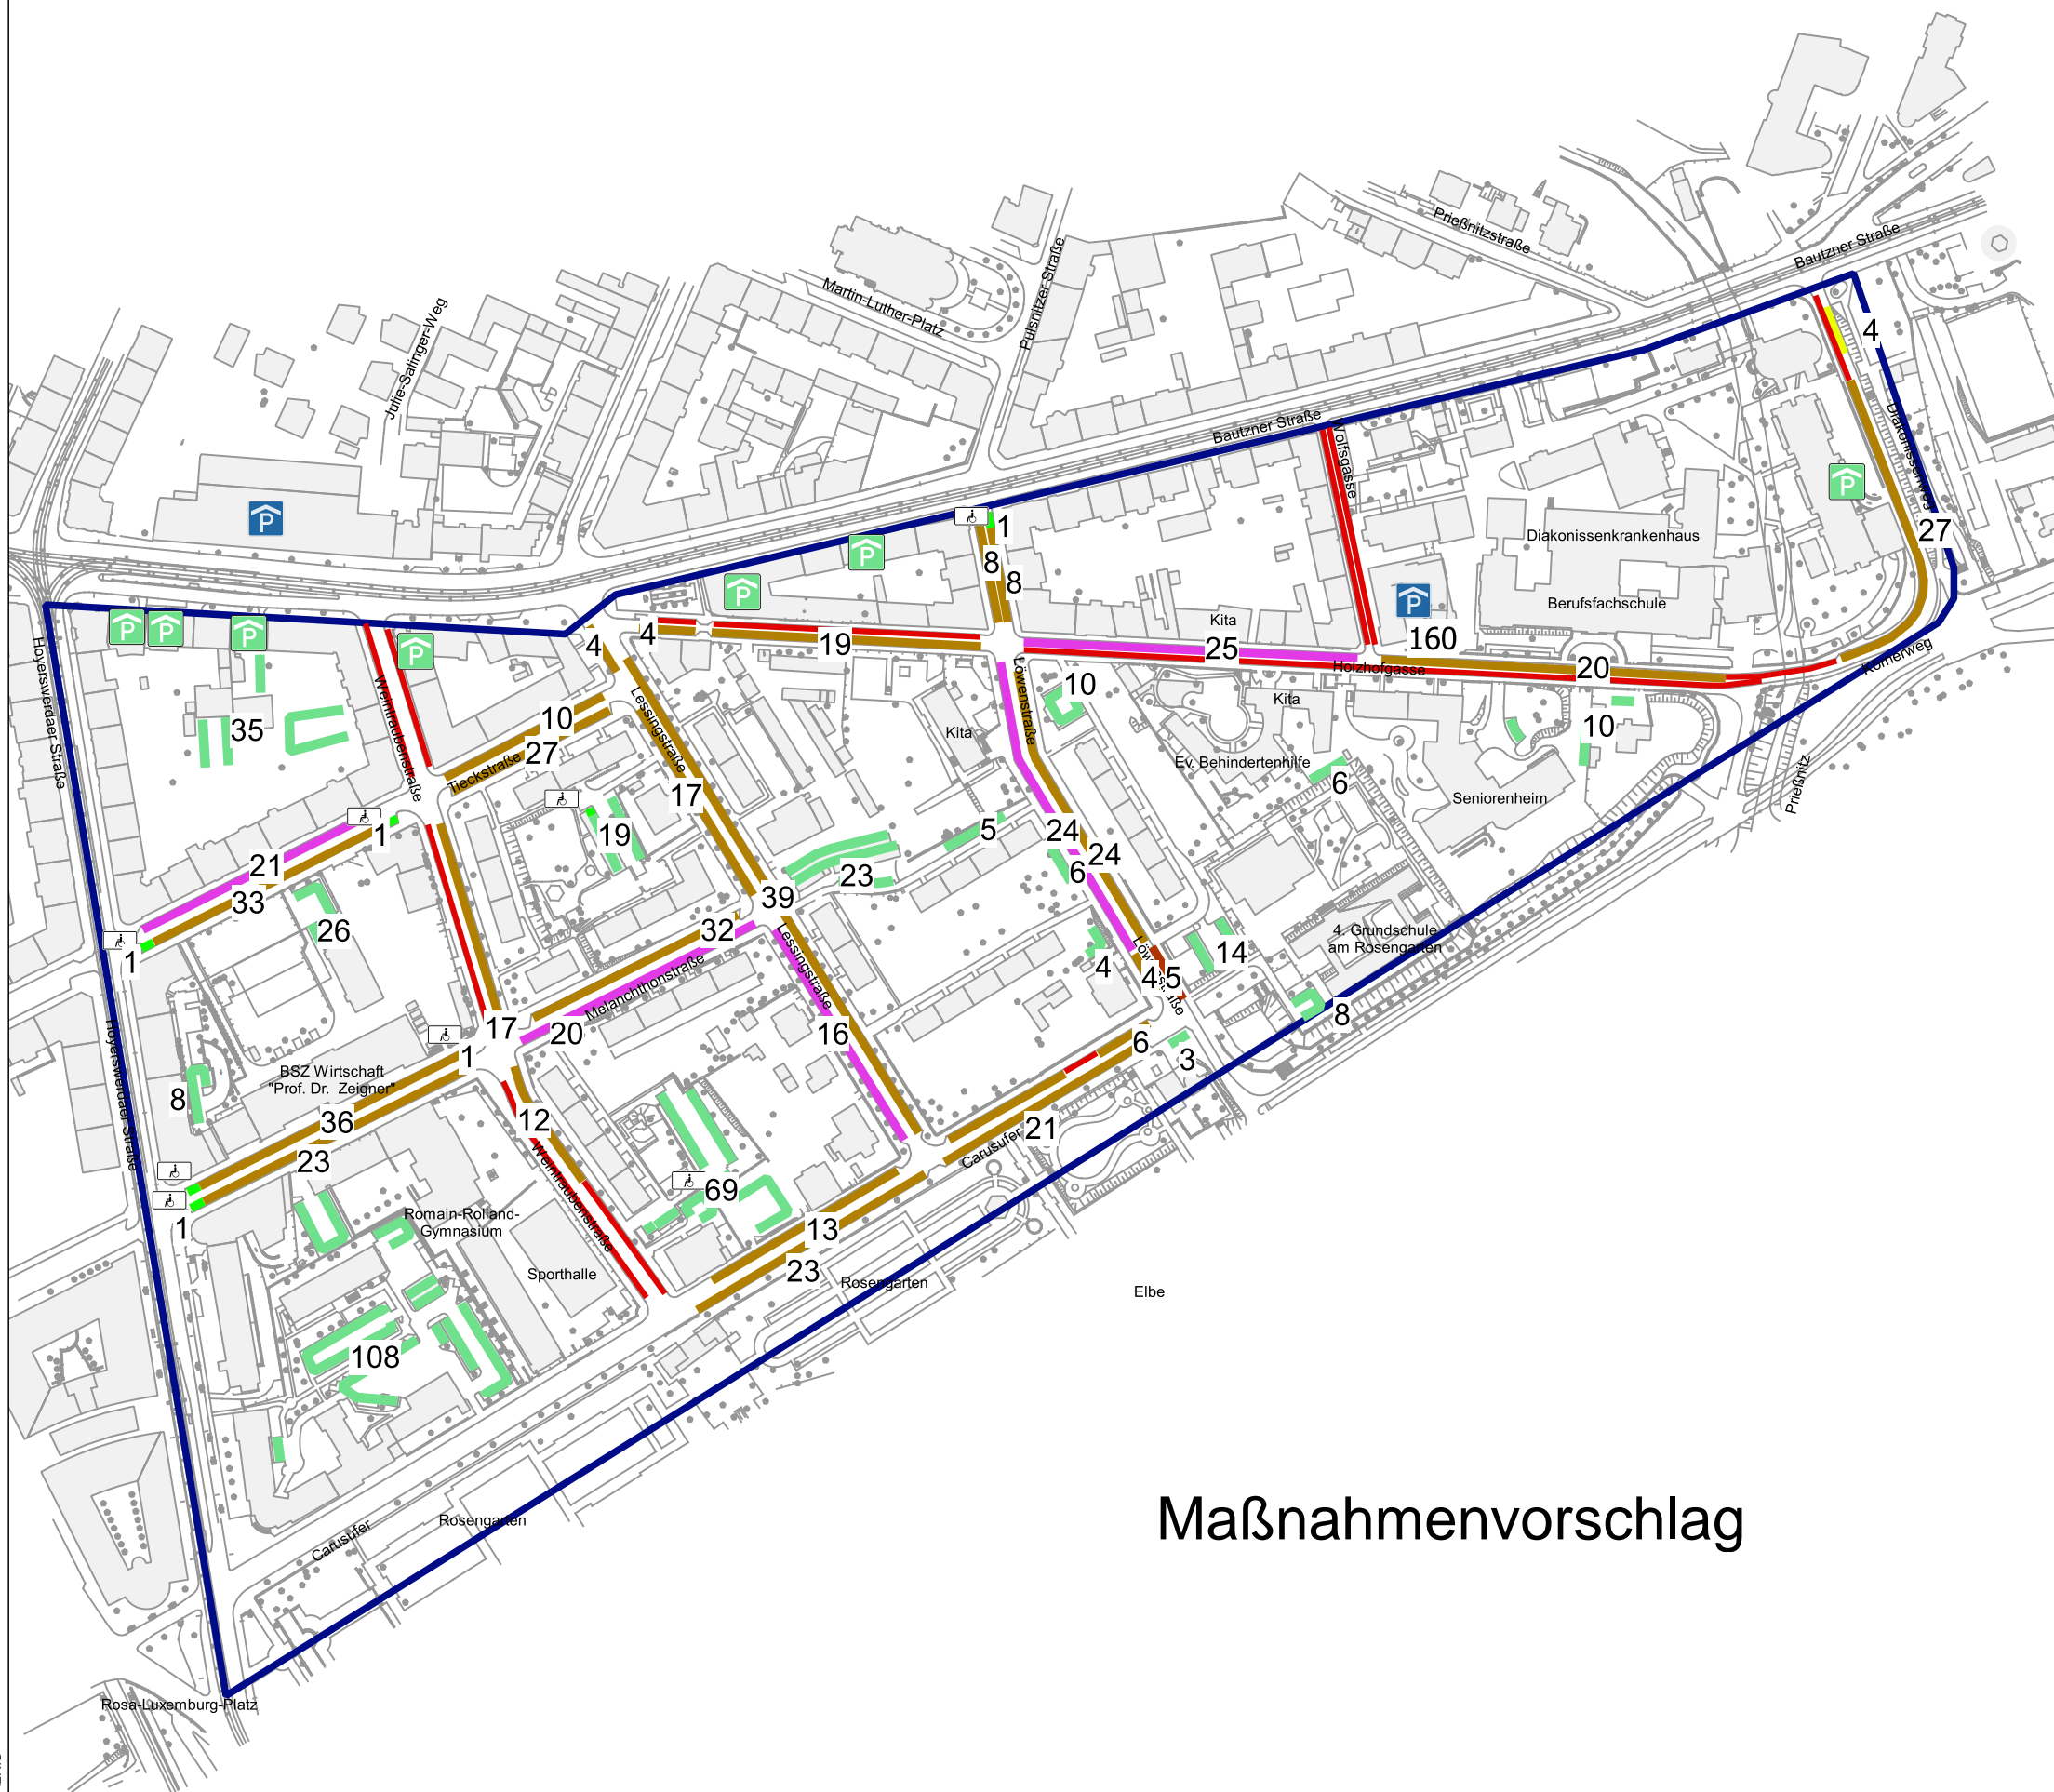 Prießnitzstraße
Bautzner Straße
Martin-Luther-Platz
Pulsnitzer Straße
Julie-Salinger-Weg
4
Diakonissenweg
Bautzner Straße
Wolfsgasse
P
P
27
1
8
8
P
Diakonissenkrankenhaus
Berufsfachschule
P
P
P
P
P
P
P
4
4
19
Kita
25
160
Holzhofgasse
20
Körnerweg
Hoyerswerdaer Straße
Weintraubenstraße
35
10
27
Tieckstraße
Lessingstraße
17
Löwenstraße
10
Kita
Kita
10
Ev. Behindertenhilfe
6
Seniorenheim
Prießnitz
1
21
33
19
23
5
24
24
6
39
32
26
1
Melanchthonstraße
20
17
Lessingstraße
16
4
4
5
14
4. Grundschule
am Rosengarten
8
3
6
Hoyerswerdaer Straße
BSZ Wirtschaft
"Prof. Dr. Zeigner"
8
1
36
23
12
21
Carusufer
Weintraubenstraße
69
1
Romain-Rolland-
Gymnasium
Sporthalle
13
23
Rosengarten
Elbe
108
Maßnahmenvorschlag
Rosengarten
Carusufer
Rosa-Luxemburg-Platz